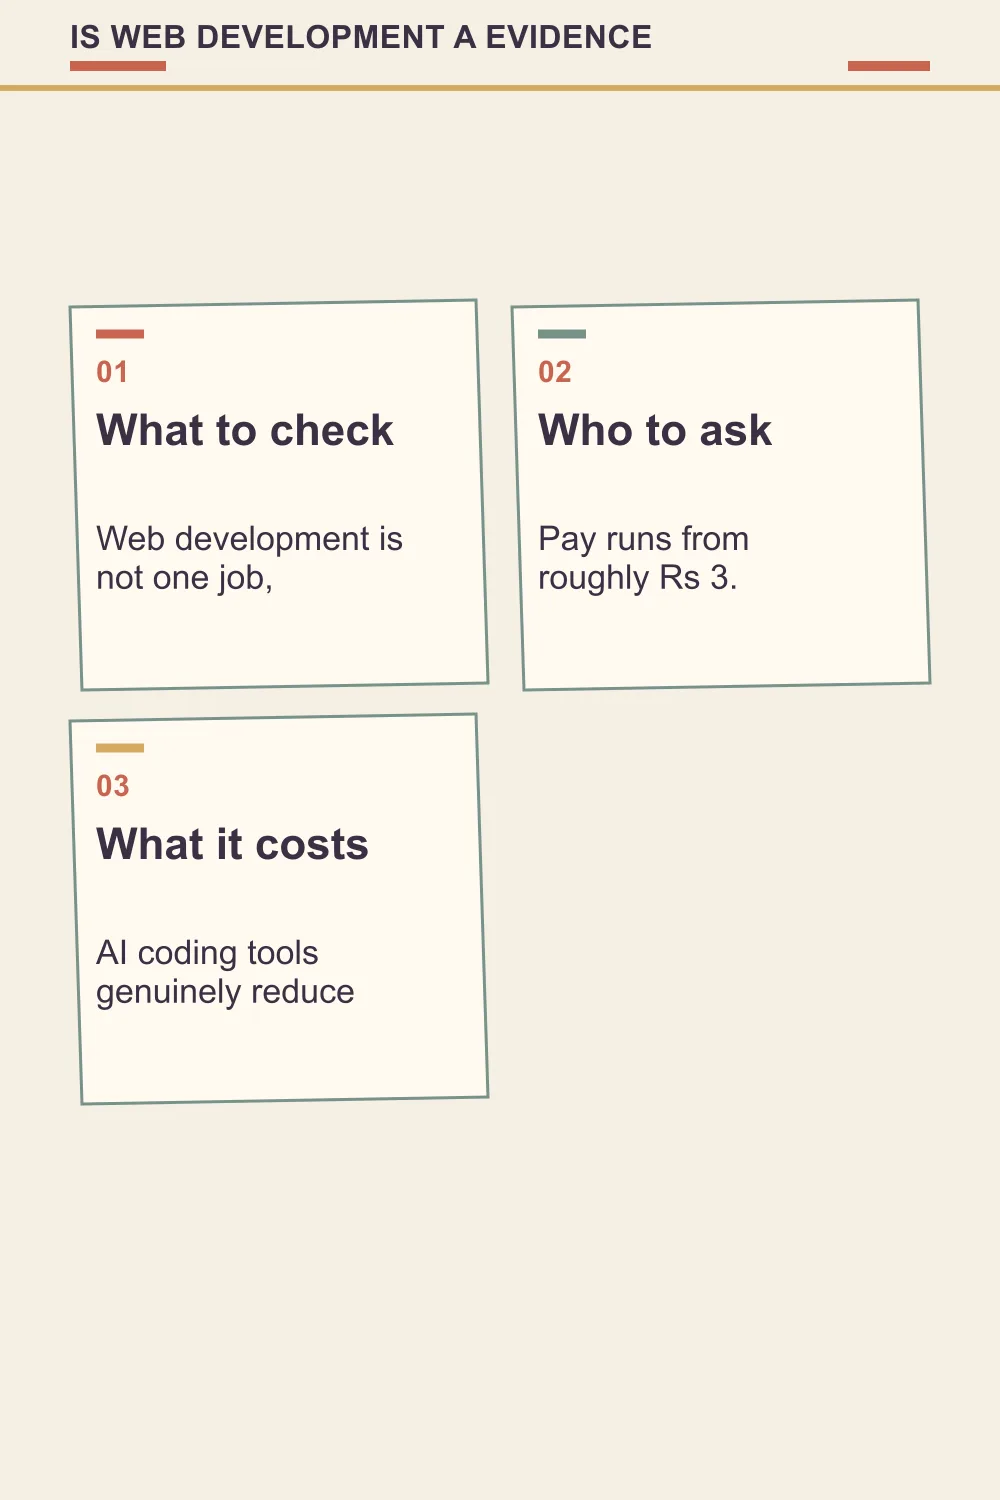 IS WEB DEVELOPMENT A EVIDENCE
01
What to check
Web development is
not one job,
02
Who to ask
Pay runs from
roughly Rs 3.
03
What it costs
AI coding tools
genuinely reduce